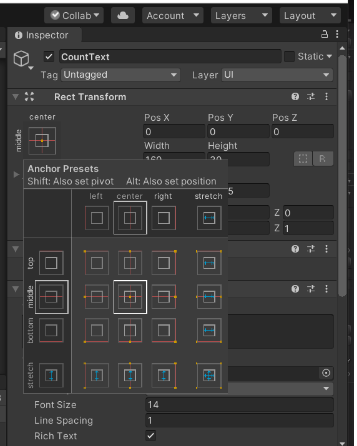 Collab Account Layers Layout
Inspector
CountText Static
Tag Untagged Layer UI
Rect Transform
center Pos X Pos Y Pos Z
middle 0 0 0
Width Height
160 30
R
Anchor Presets
Shift: Also set pivot Alt: Also set position
5
left center right stretch
Z 0
Z 1
top
middle
bottom
stretch
Font Size 14
Line Spacing 1
Rich Text